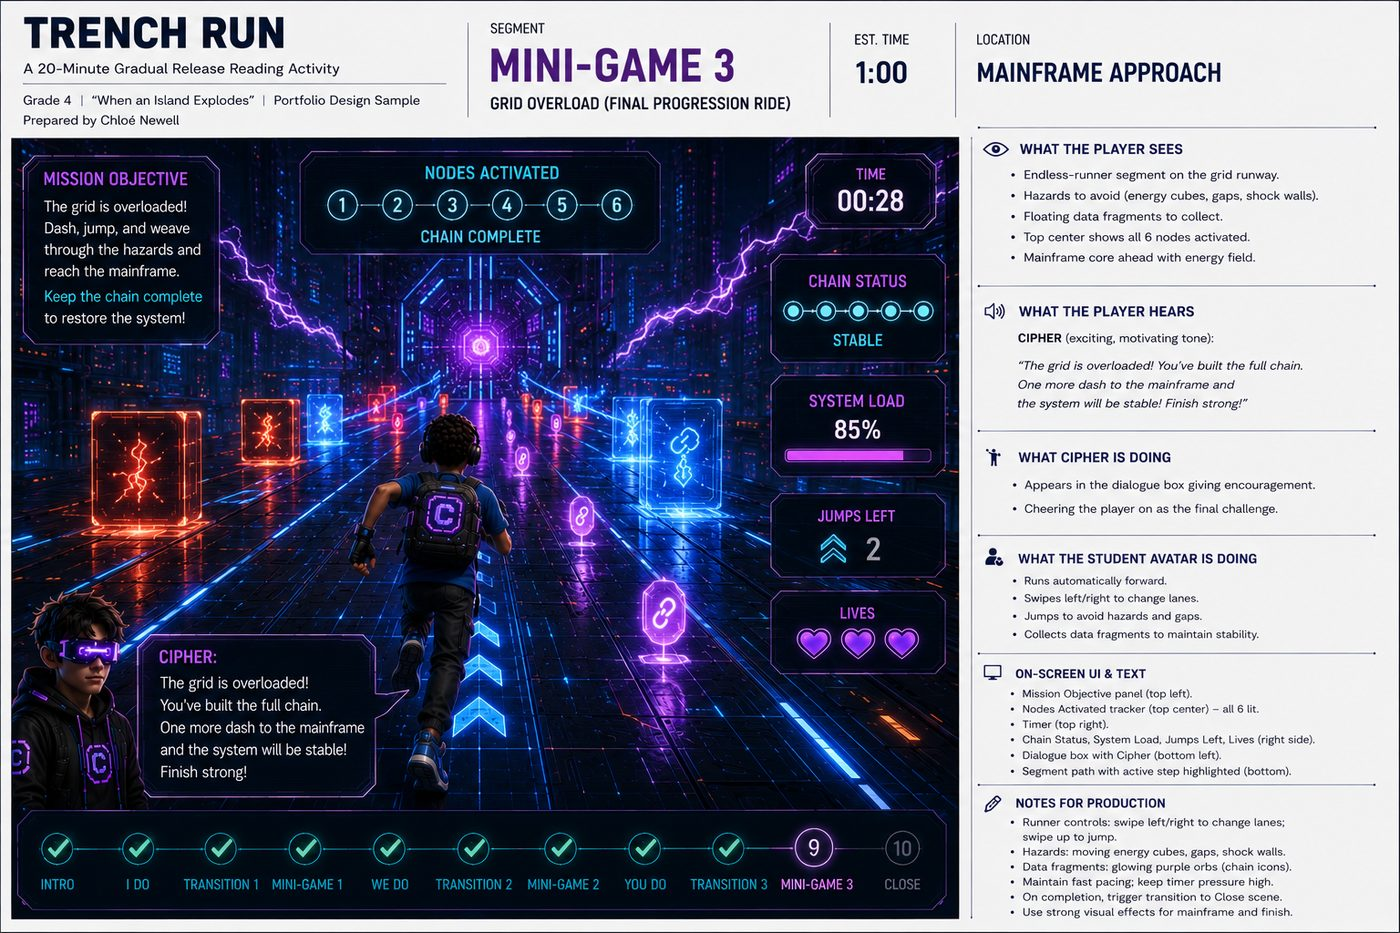 TRENCH RUN
A 20-Minute Gradual Release Reading Activity
Grade 4 | “When an Island Explodes” | Portfolio Design Sample
Prepared by Chloé Newell
SEGMENT
MINI-GAME 3
GRID OVERLOAD (FINAL PROGRESSION RIDE)
EST. TIME
1:00
LOCATION
MAINFRAME APPROACH
MISSION OBJECTIVE
The grid is overloaded!
Dash, jump, and weave
through the hazards and
reach the mainframe.
Keep the chain complete
to restore the system!
NODES ACTIVATED
1 2 3 4 5 6
CHAIN COMPLETE
TIME
00:28
CHAIN STATUS
STABLE
SYSTEM LOAD
85%
JUMPS LEFT
2
LIVES
C
C
C
CIPHER:
The grid is overloaded!
You've built the full chain.
One more dash to the mainframe
and the system will be stable!
Finish strong!
INTRO
I DO
TRANSITION 1
MINI-GAME 1
WE DO
TRANSITION 2
MINI-GAME 2
YOU DO
TRANSITION 3
9
MINI-GAME 3
10
CLOSE
WHAT THE PLAYER SEES
• Endless-runner segment on the grid runway.
• Hazards to avoid (energy cubes, gaps, shock walls).
• Floating data fragments to collect.
• Top center shows all 6 nodes activated.
• Mainframe core ahead with energy field.
WHAT THE PLAYER HEARS
CIPHER (exciting, motivating tone):
“The grid is overloaded! You've built the full chain.
One more dash to the mainframe and
the system will be stable! Finish strong!”
WHAT CIPHER IS DOING
• Appears in the dialogue box giving encouragement.
• Cheering the player on as the final challenge.
WHAT THE STUDENT AVATAR IS DOING
• Runs automatically forward.
• Swipes left/right to change lanes.
• Jumps to avoid hazards and gaps.
• Collects data fragments to maintain stability.
ON-SCREEN UI & TEXT
• Mission Objective panel (top left).
• Nodes Activated tracker (top center) – all 6 lit.
• Timer (top right).
• Chain Status, System Load, Jumps Left, Lives (right side).
• Dialogue box with Cipher (bottom left).
• Segment path with active step highlighted (bottom).
NOTES FOR PRODUCTION
• Runner controls: swipe left/right to change lanes;
swipe up to jump.
• Hazards: moving energy cubes, gaps, shock walls.
• Data fragments: glowing purple orbs (chain icons).
• Maintain fast pacing; keep timer pressure high.
• On completion, trigger transition to Close scene.
• Use strong visual effects for mainframe and finish.